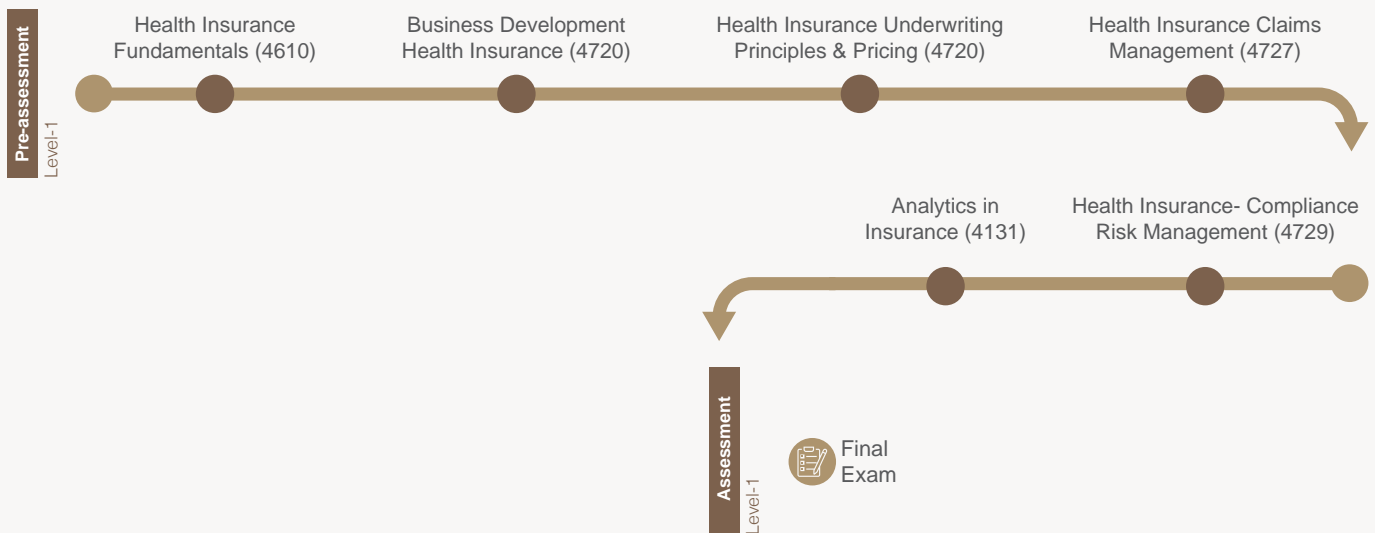 Pre-assessment
Level-1
Health Insurance
Fundamentals (4610)
Business Development
Health Insurance (4720)
Health Insurance Underwriting
Principles & Pricing (4720)
Health Insurance Claims
Management (4727)
Health Insurance- Compliance
Risk Management (4729)
Analytics in
Insurance (4131)
Assessment
Level-1
Final
Exam